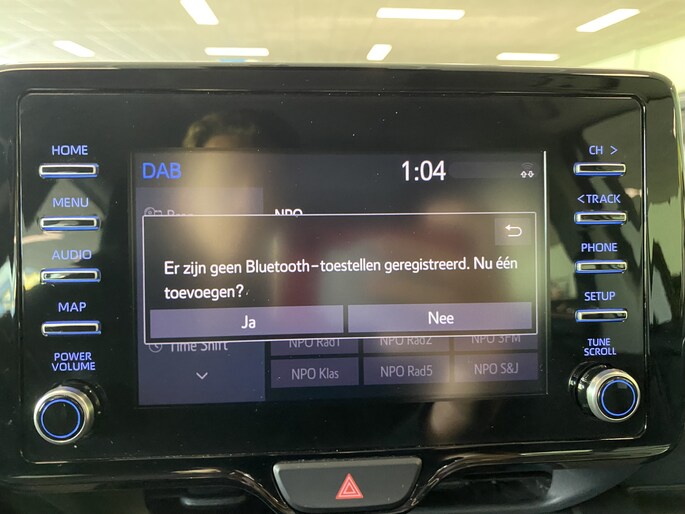 HOME
MENU
AUDIO
MAP
POWER
VOLUME
DAB
1:04
NPO
Er zijn geen Bluetooth-toestellen geregistreerd. Nu één
toevoegen?
Ja
Nee
Time Shift
NPO Rad1
NPO Rad2
NPO 3FM
NPO Klas
NPO Rad5
NPO S&J
CH >
<TRACK
PHONE
SETUP
TUNE
SCROLL